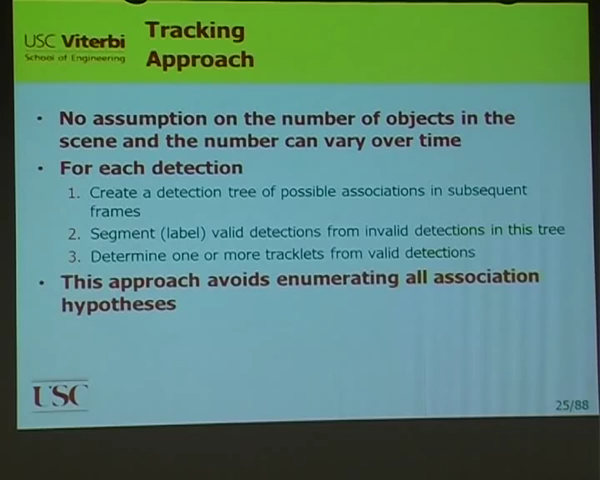 USC Viterbi
School of Engineering
Tracking
Approach
• No assumption on the number of objects in the
scene and the number can vary over time
• For each detection
1. Create a detection tree of possible associations in subsequent
frames
2. Segment (label) valid detections from invalid detections in this tree
3. Determine one or more tracklets from valid detections
• This approach avoids enumerating all association
hypotheses
USC
25/88